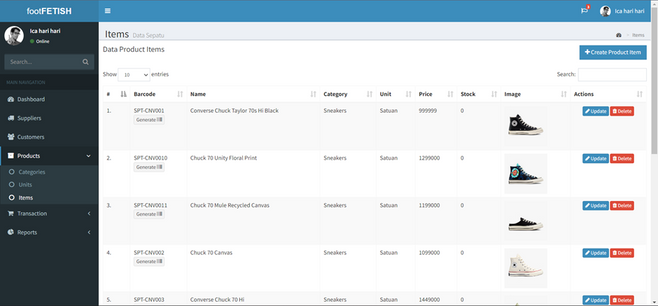 footFETISH
4
Ica hari hari
Ica hari hari
Online
Search...
MAIN NAVIGATION
Dashboard
Suppliers
Customers
Products
Categories
Units
Items
Transaction
Reports
Items Data Sepatu
Items
Data Product Items
Create Product Item
Show 10 entries
Search:
# Barcode Name Category Unit Price Stock Image Actions
1. SPT-CNV001 Converse Chuck Taylor 70s Hi Black Sneakers Satuan 999999 0 Update Delete
Generate
2. SPT-CNV0010 Chuck 70 Unity Floral Print Sneakers Satuan 1299000 0 Update Delete
Generate
3. SPT-CNV0011 Chuck 70 Mule Recycled Canvas Sneakers Satuan 1199000 0 Update Delete
Generate
4. SPT-CNV002 Chuck 70 Canvas Sneakers Satuan 1099000 0 Update Delete
Generate
5. SPT-CNV003 Converse Chuck 70 Hi Sneakers Satuan 1449000 0 Update Delete